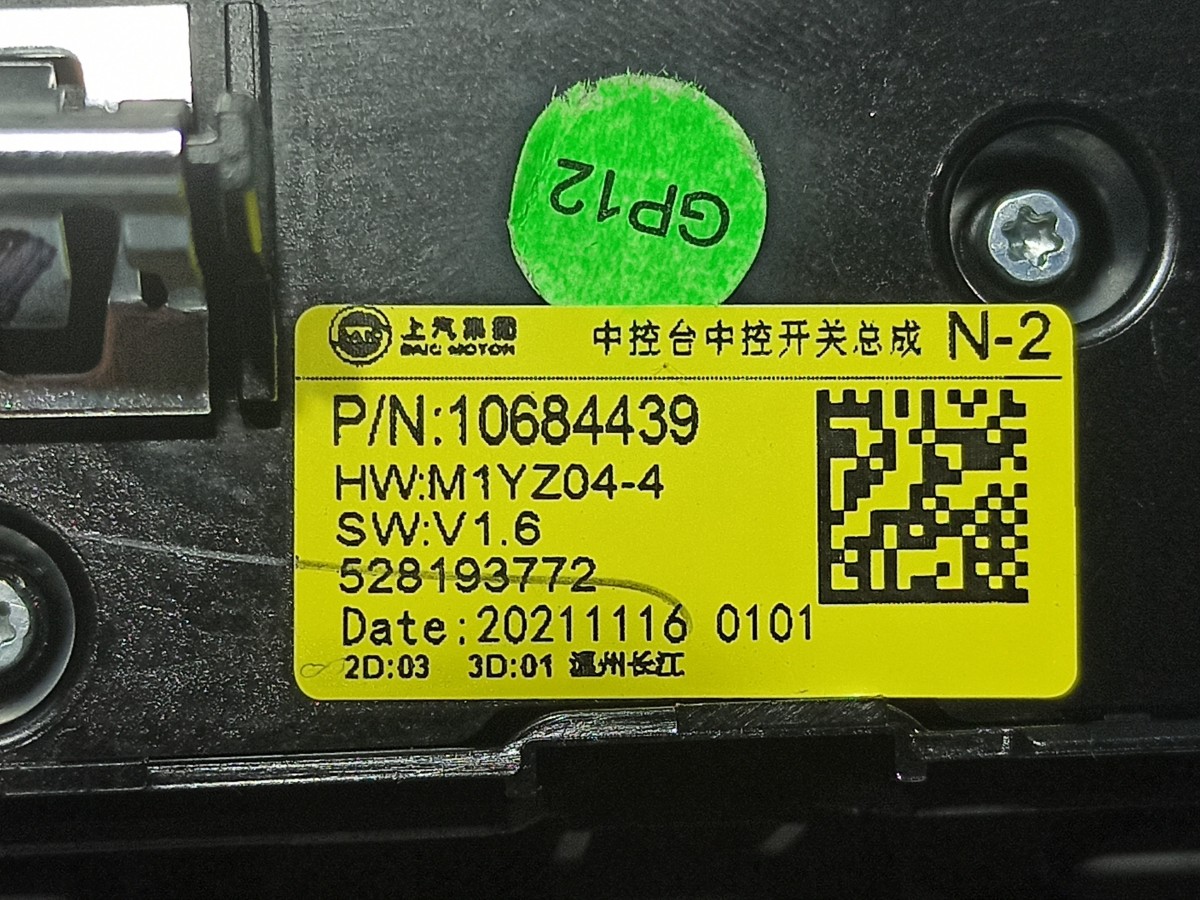 GP12
SAIC
上汽集团
SAIC MOTOR
中控台中控开关总成 N-2
P/N:10684439
HW:M1YZ04-4
SW:V1.6
528193772
Date:20211116 0101
2D:03 3D:01 温州长江